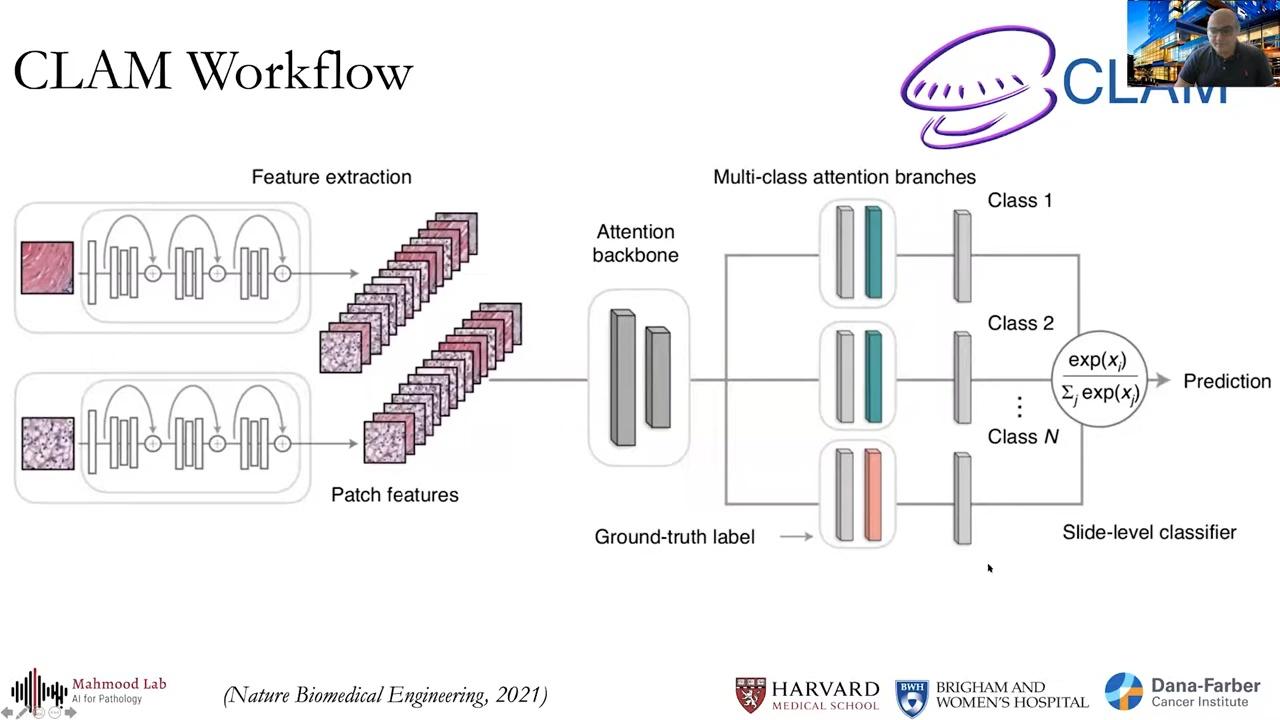 CLAM Workflow
CLAM
Feature extraction
Multi-class attention branches
Class 1
Attention
backbone
Class 2
exp(xi)
Σj exp(xj)
Prediction
⋮
Class N
Patch features
Ground-truth label
Slide-level classifier
Mahmood Lab
AI for Pathology
(Nature Biomedical Engineering, 2021)
HARVARD
MEDICAL SCHOOL
BWH
BRIGHAM AND
WOMEN'S HOSPITAL
Dana-Farber
Cancer Institute